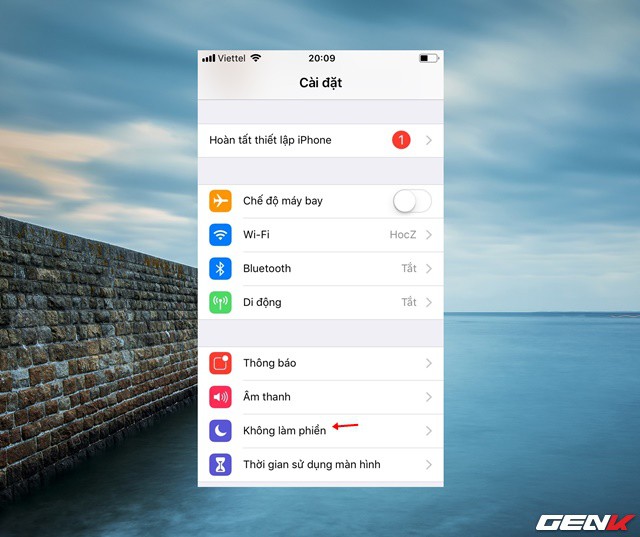 Viettel 20:09
Cài đặt
Hoàn tất thiết lập iPhone 1
Chế độ máy bay
Wi-Fi HocZ
Bluetooth Tắt
Di động Tắt
Thông báo
Âm thanh
Không làm phiền
Thời gian sử dụng màn hình
GENK